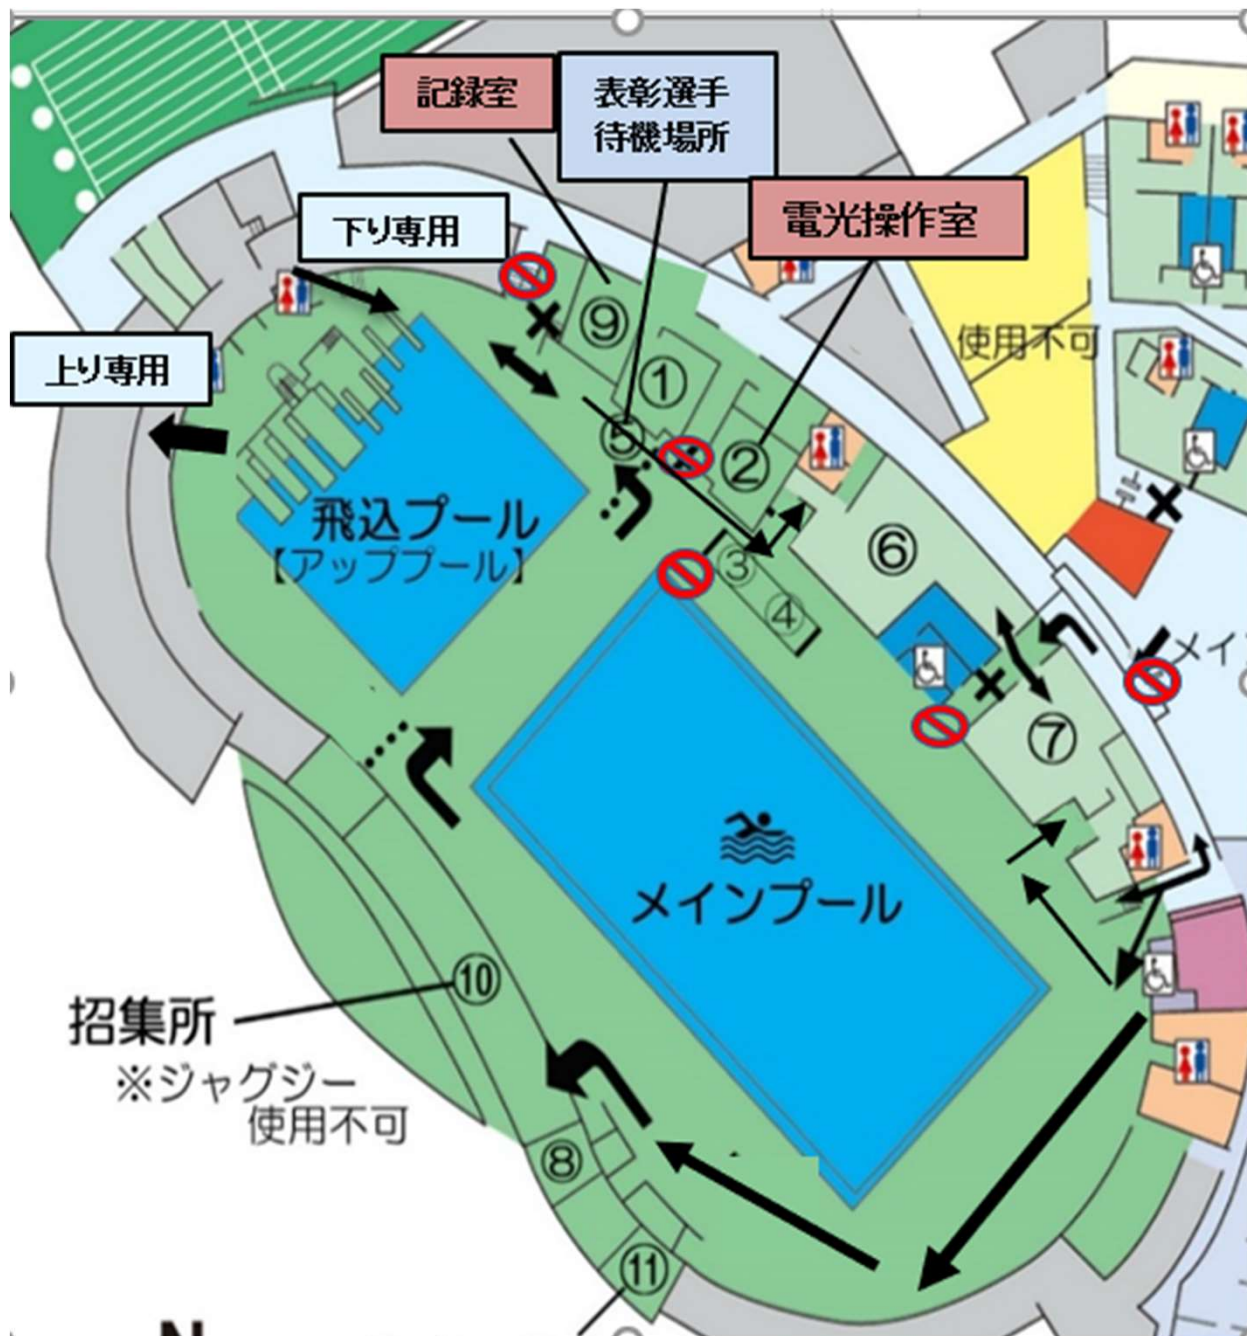 記録室
表彰選手
待機場所
電光操作室
下り専用
上り専用
⑨
①
⑤
②
使用不可
飛込プール
【アッププール】
③
④
⑥
メイン
⑦
メインプール
⑩
招集所
※ジャグジー
使用不可
⑧
⑪
N